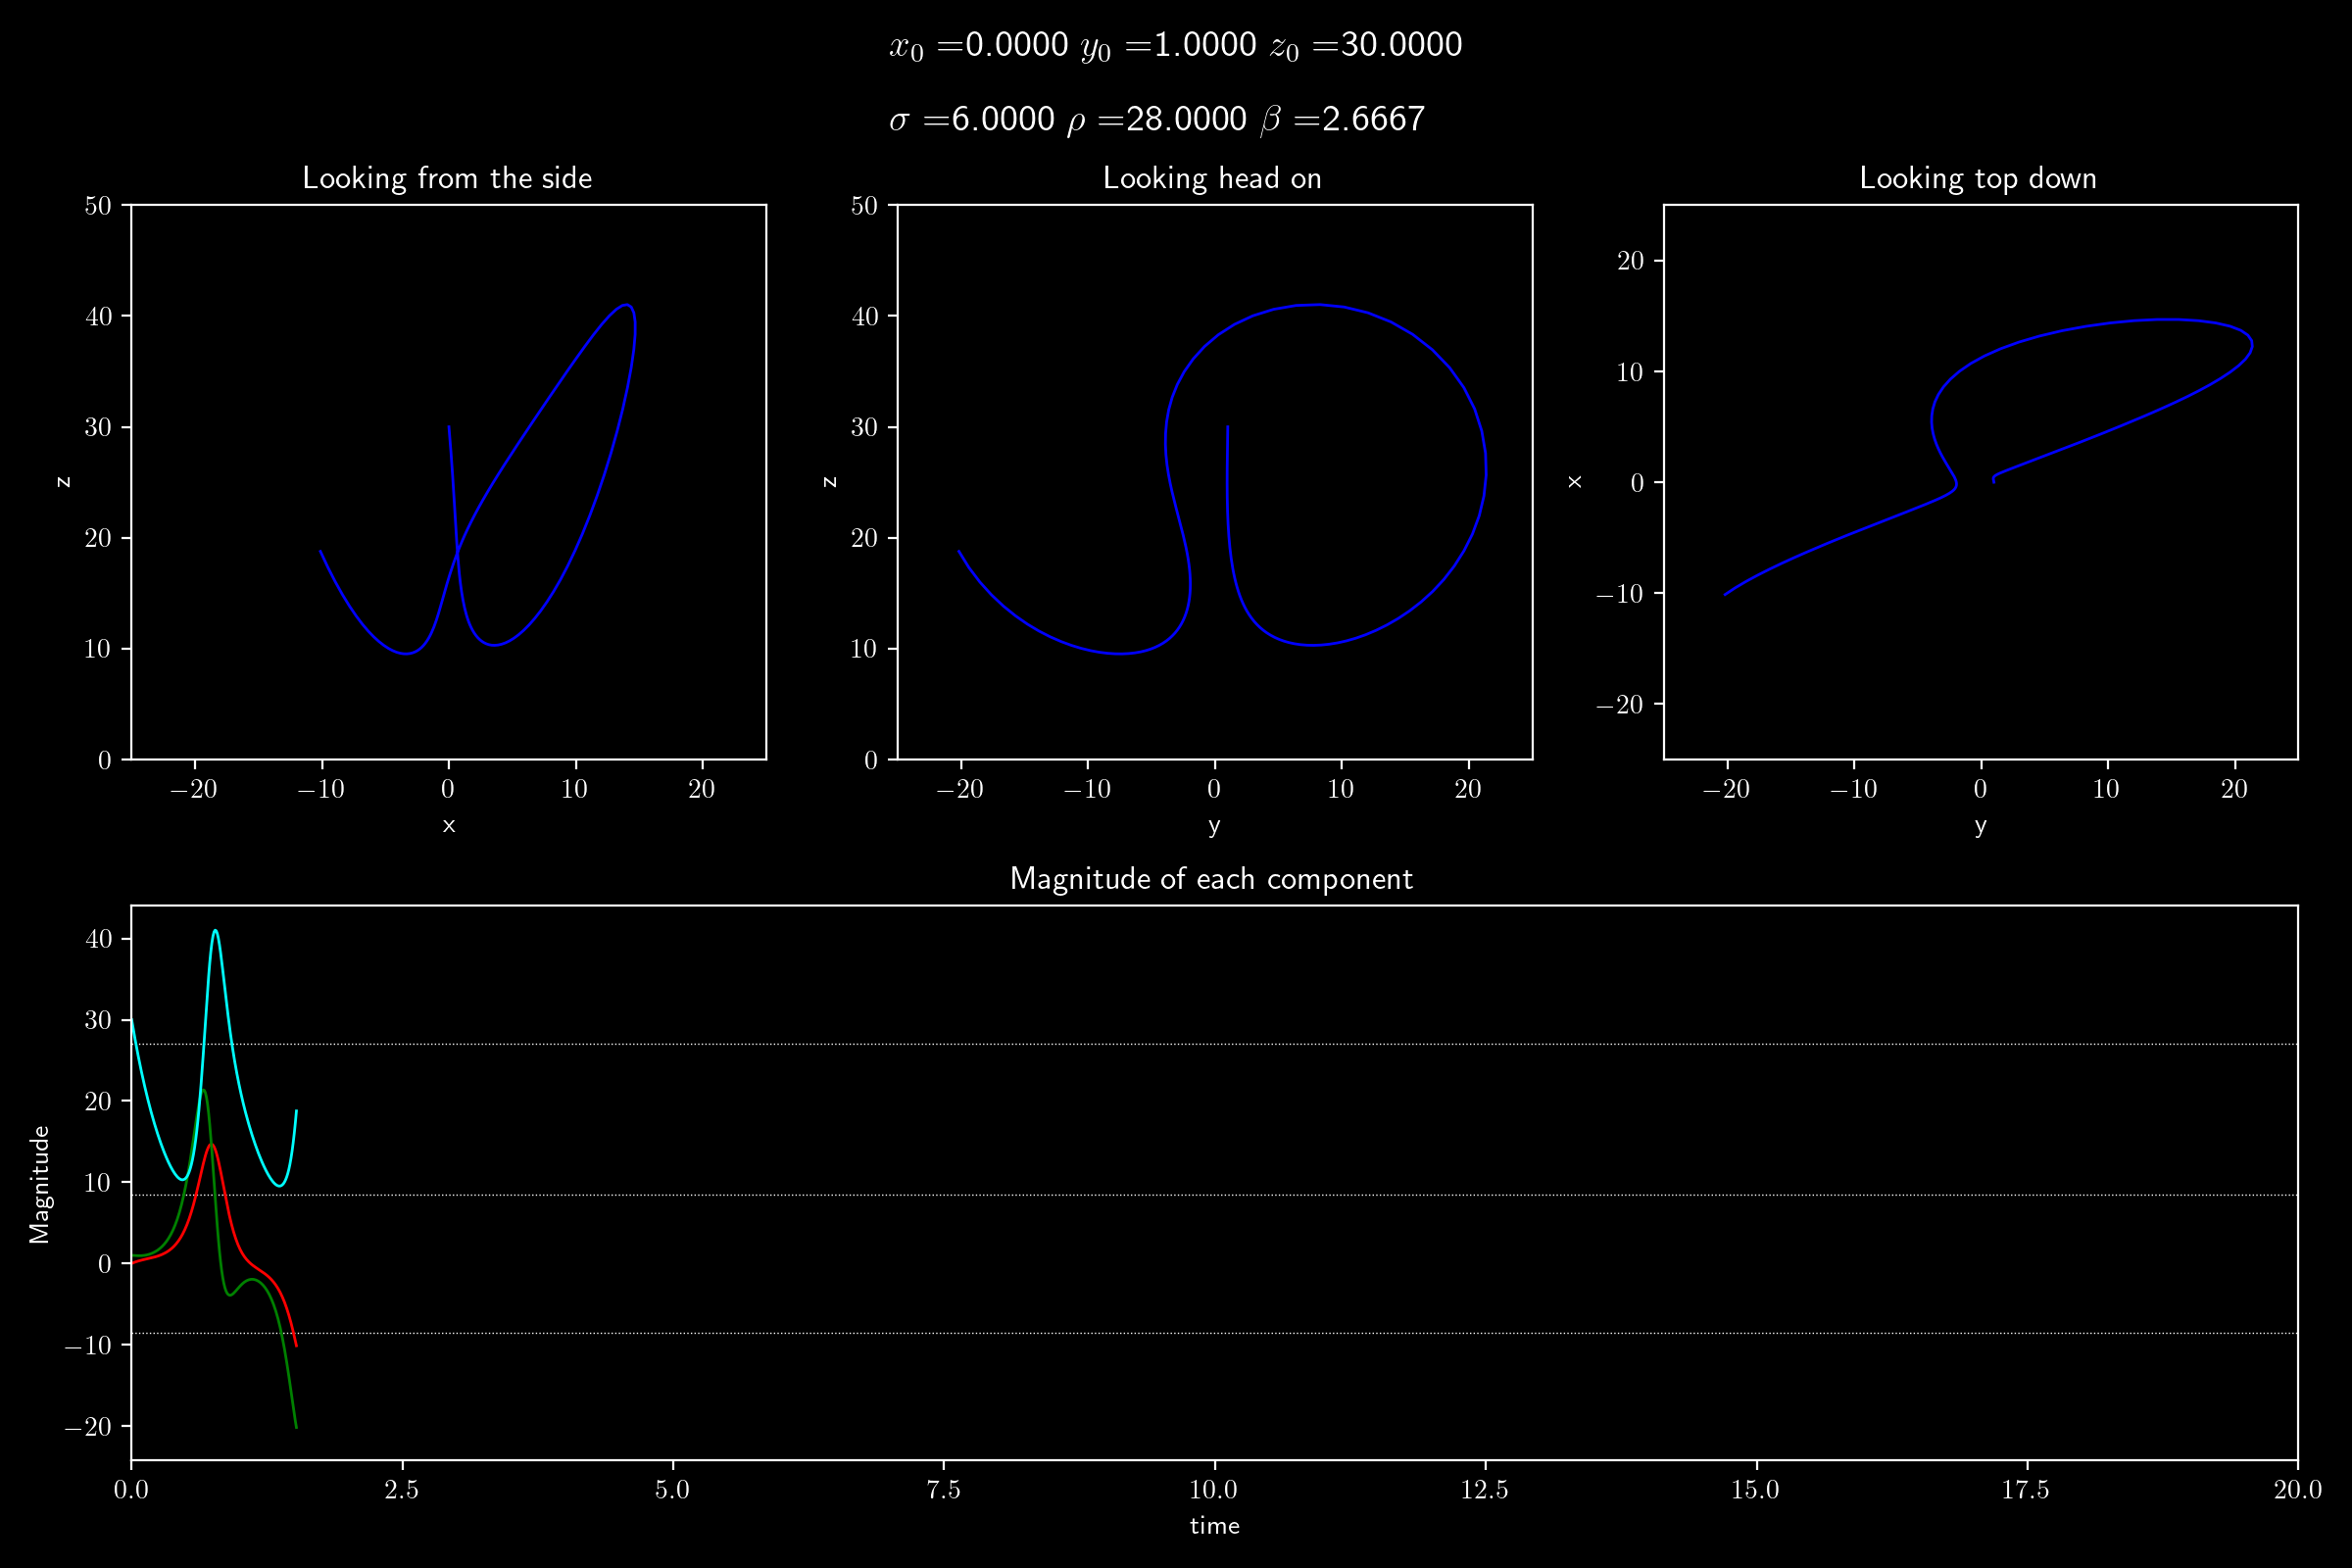 x₀ =0.0000 y₀ =1.0000 z₀ =30.0000
σ =6.0000 ρ =28.0000 β =2.6667
Looking from the side
50
40
30
20
10
0
z
−20 −10 0 10 20
x
Looking head on
50
40
30
20
10
0
z
−20 −10 0 10 20
y
Looking top down
20
10
0
−10
−20
x
−20 −10 0 10 20
y
Magnitude of each component
40
30
20
10
0
−10
−20
Magnitude
0.0 2.5 5.0 7.5 10.0 12.5 15.0 17.5 20.0
time